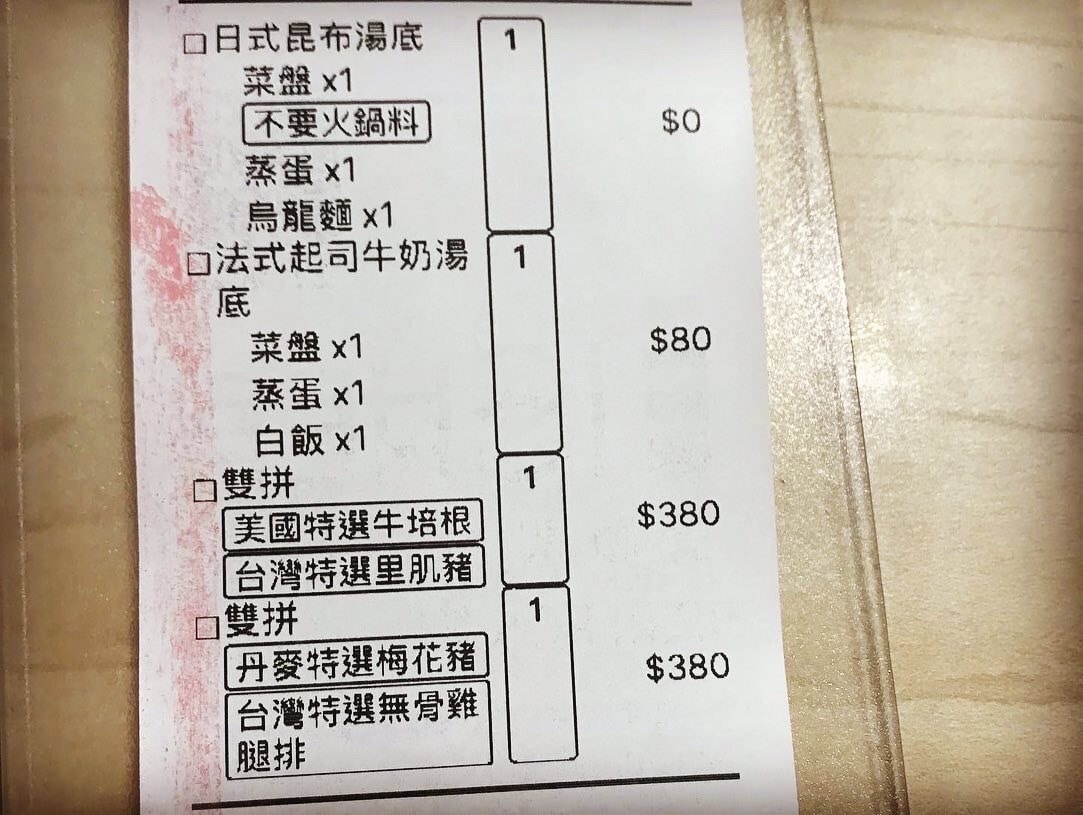 □日式昆布湯底 1
菜盤 x1
不要火鍋料 $0
蒸蛋 x1
烏龍麵 x1
□法式起司牛奶湯 1
底
菜盤 x1 $80
蒸蛋 x1
白飯 x1
□雙拼 1
美國特選牛培根 $380
台灣特選里肌豬
□雙拼 1
丹麥特選梅花豬 $380
台灣特選無骨雞
腿排